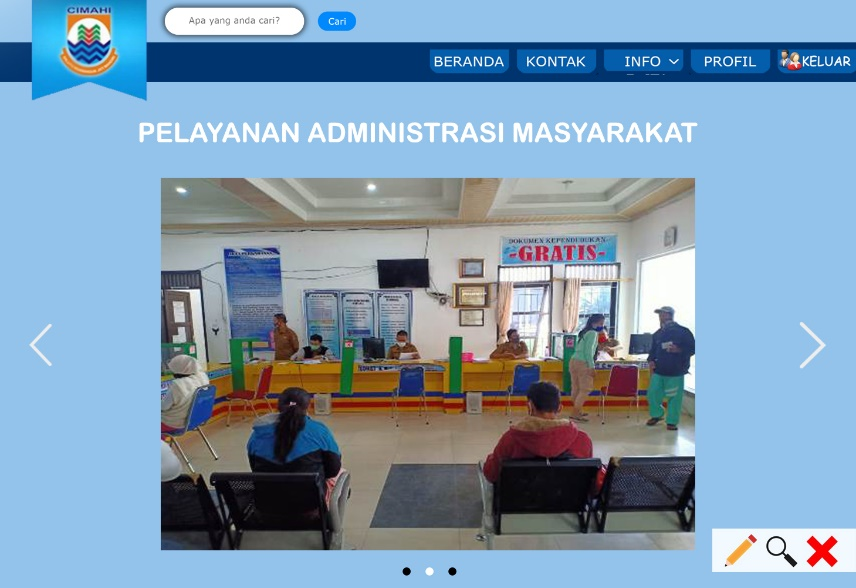 CIMAHI
Apa yang anda cari?
Cari
BERANDA
KONTAK
INFO
PROFIL
KELUAR
PELAYANAN ADMINISTRASI MASYARAKAT
DOKUMEN KEPENDUDUKAN
-GRATIS-